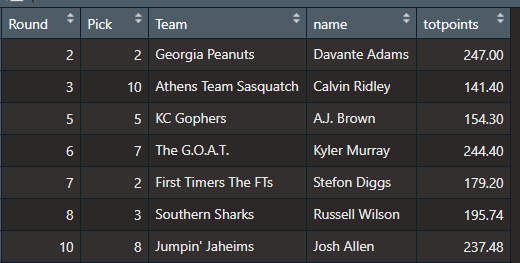 Round Pick Team name totpoints
2 2 Georgia Peanuts Davante Adams 247.00
3 10 Athens Team Sasquatch Calvin Ridley 141.40
5 5 KC Gophers A.J. Brown 154.30
6 7 The G.O.A.T. Kyler Murray 244.40
7 2 First Timers The FTs Stefon Diggs 179.20
8 3 Southern Sharks Russell Wilson 195.74
10 8 Jumpin' Jaheims Josh Allen 237.48